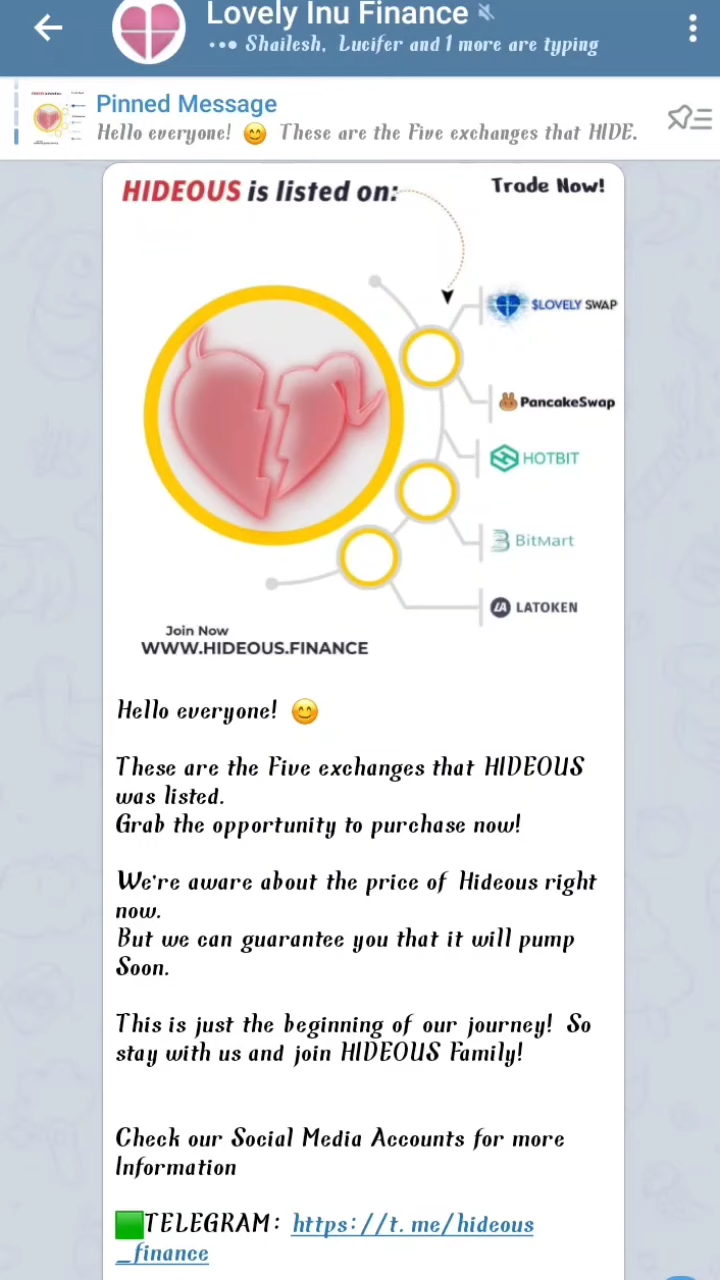 Lovely Inu Finance
Shailesh, Lucifer and 1 more are typing
Pinned Message
Hello everyone! 😊 These are the Five exchanges that HIDE.
HIDEOUS is listed on:
Trade Now!
$LOVELY SWAP
PancakeSwap
HOTBIT
BitMart
LATOKEN
Join Now
WWW.HIDEOUS.FINANCE
Hello everyone! 😊
These are the Five exchanges that HIDEOUS
was listed.
Grab the opportunity to purchase now!
We're aware about the price of Hideous right
now.
But we can guarantee you that it will pump
Soon.
This is just the beginning of our journey! So
stay with us and join HIDEOUS Family!
Check our Social Media Accounts for more
Information
🟩TELEGRAM: https://t.me/hideous
_finance